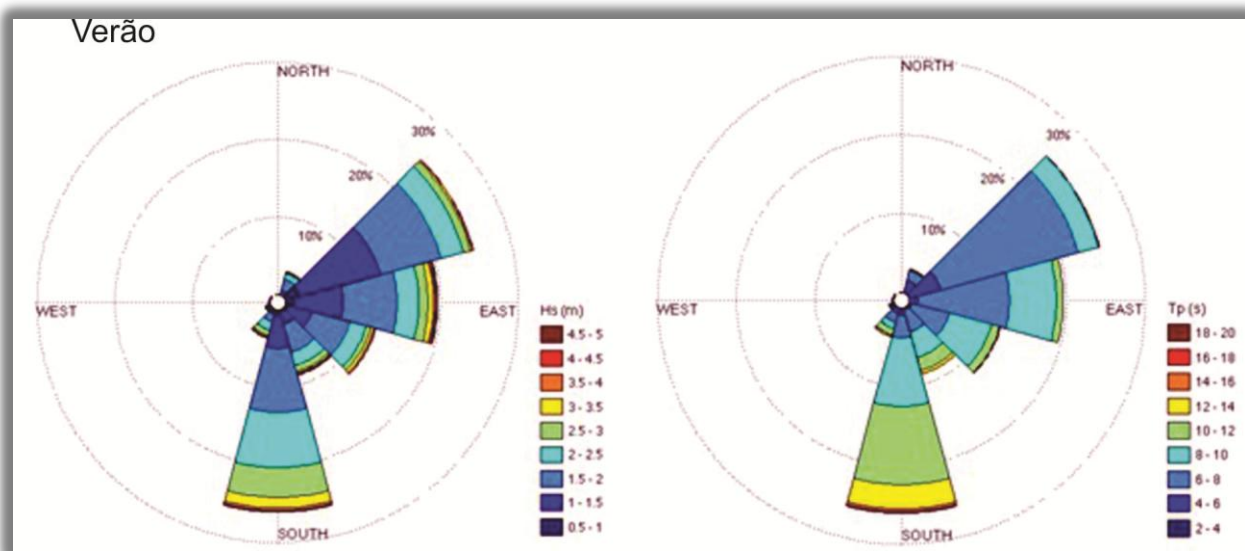 Verão
NORTH
30%
20%
10%
WEST
EAST
SOUTH
Hs (m)
4.5 - 5
4 - 4.5
3.5 - 4
3 - 3.5
2.5 - 3
2 - 2.5
1.5 - 2
1 - 1.5
0.5 - 1
NORTH
30%
20%
10%
WEST
EAST
SOUTH
Tp (s)
18 - 20
16 - 18
14 - 16
12 - 14
10 - 12
8 - 10
6 - 8
4 - 6
2 - 4